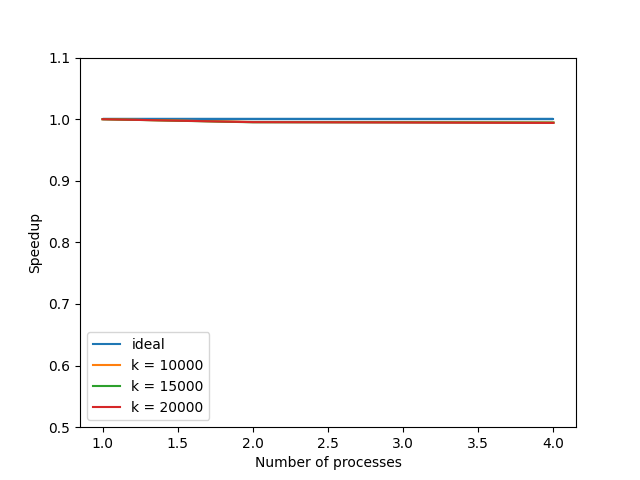 1.1
1.0
0.9
0.8
0.7
0.6
0.5
Speedup
ideal
k = 10000
k = 15000
k = 20000
1.0 1.5 2.0 2.5 3.0 3.5 4.0
Number of processes